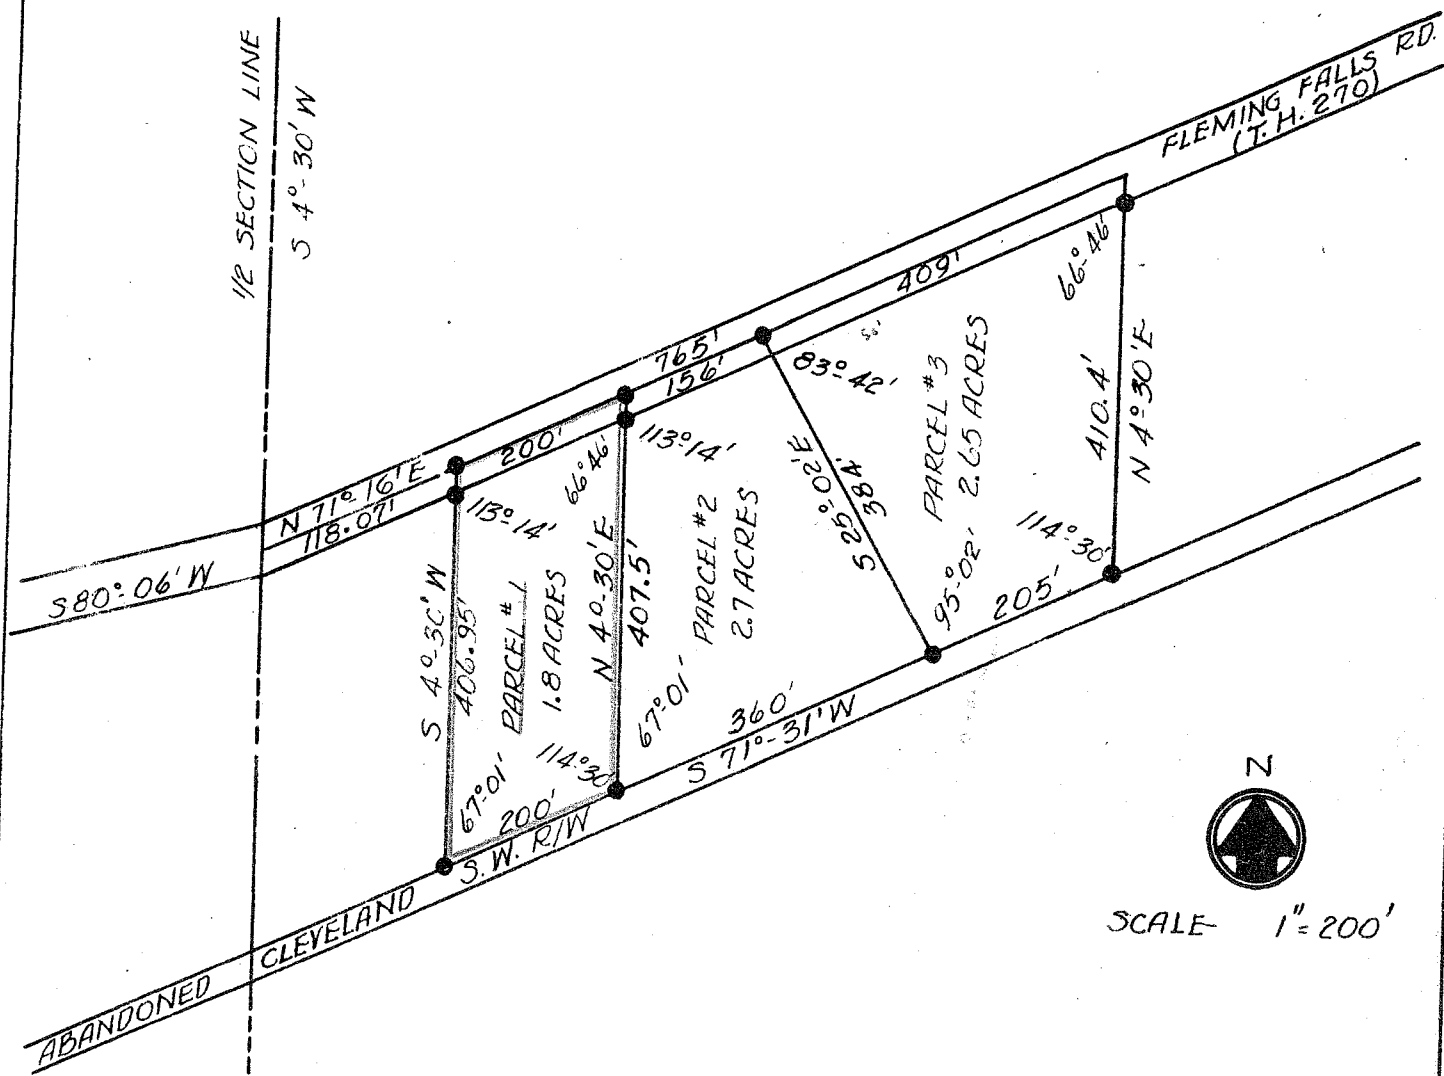 1/2 SECTION LINE
S 4°-30' W
FLEMING FALLS RD.
(T.H. 270)
N 71°-16'E
118.07'
S80°-06' W
200'
765'
156'
409'
66°-46'
113°-14'
66°46'
113°-14'
83°-42'
S 4°-30" W
406.95'
PARCEL #1
1.8 ACRES
N 4°-30'E
407.5'
PARCEL #2
2.7 ACRES
S 25°-02'E
384'
PARCEL #3
2.65 ACRES
410.4'
N 4°-30'E
67°-01'
114°-30'
67°-01'
95°-02'
114°-30'
200'
360'
205'
S 71°-31' W
ABANDONED CLEVELAND S.W. R/W
N
SCALE 1"=200'